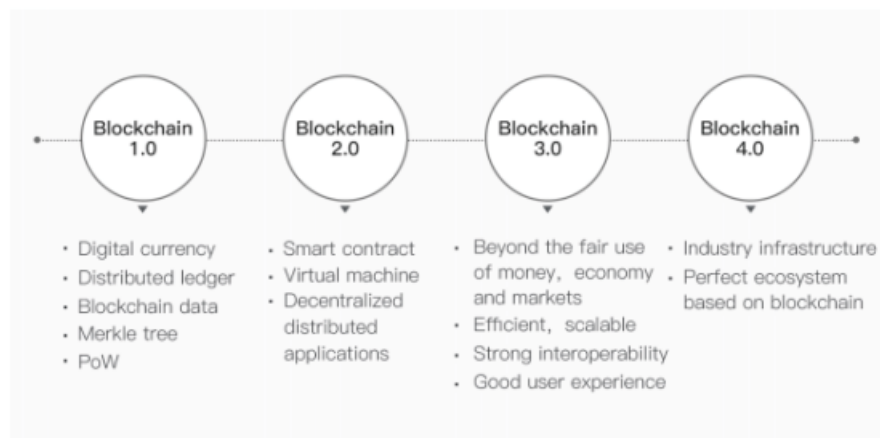 Blockchain
1.0
Blockchain
2.0
Blockchain
3.0
Blockchain
4.0
· Digital currency
· Distributed ledger
· Blockchain data
· Merkle tree
· PoW
· Smart contract
· Virtual machine
· Decentralized
distributed
applications
· Beyond the fair use
of money, economy
and markets
· Efficient, scalable
· Strong interoperability
· Good user experience
· Industry infrastructure
· Perfect ecosystem
based on blockchain